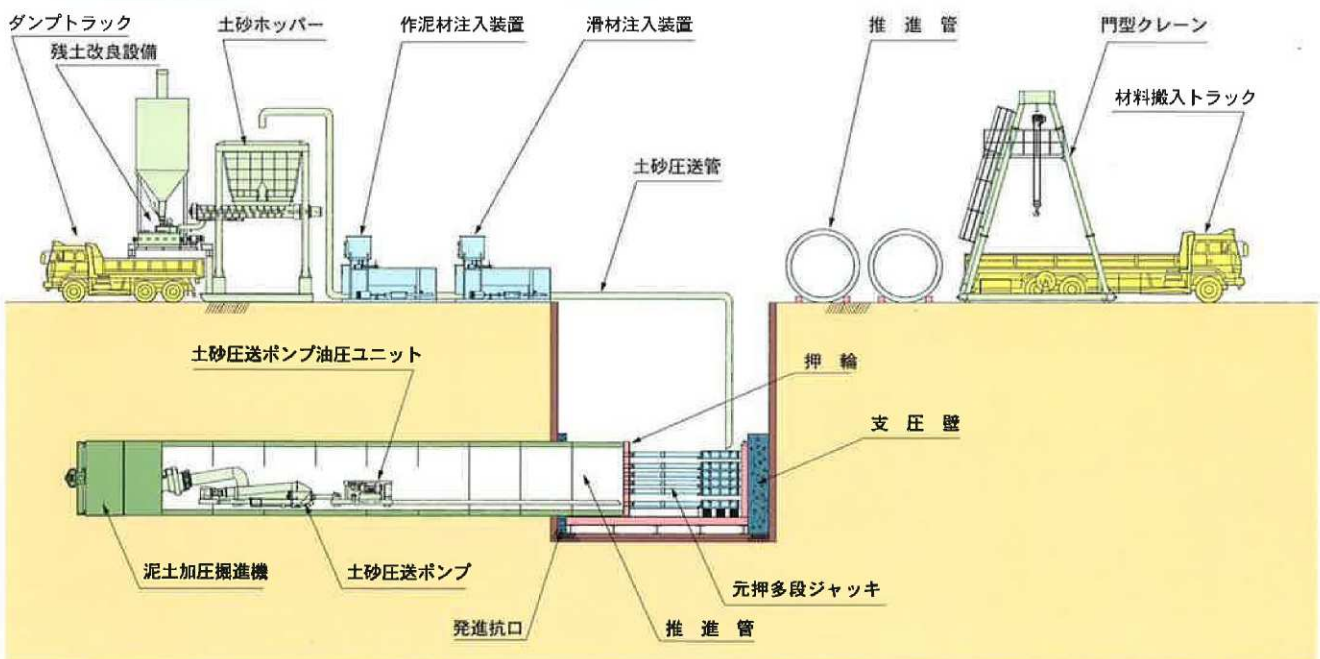 ダンプトラック
土砂ホッパー
作泥材注入装置
滑材注入装置
推進管
門型クレーン
残土改良設備
材料搬入トラック
土砂圧送管
土砂圧送ポンプ油圧ユニット
押輪
支圧壁
泥土加圧掘進機
土砂圧送ポンプ
元押多段ジャッキ
発進抗口
推進管